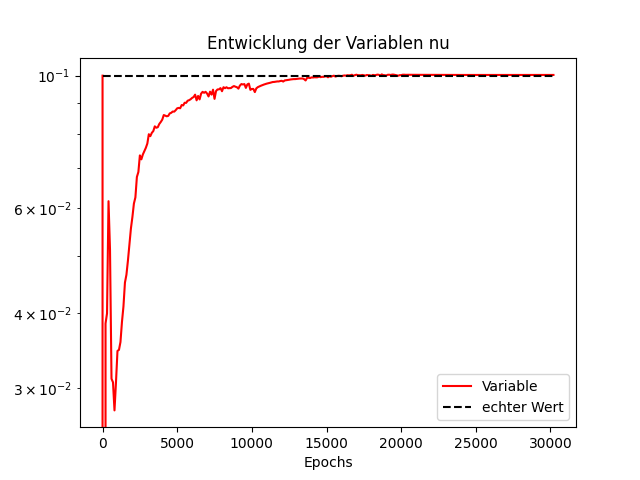 Entwicklung der Variablen nu
10⁻¹
6 × 10⁻²
4 × 10⁻²
3 × 10⁻²
0 5000 10000 15000 20000 25000 30000
Epochs
Variable
echter Wert